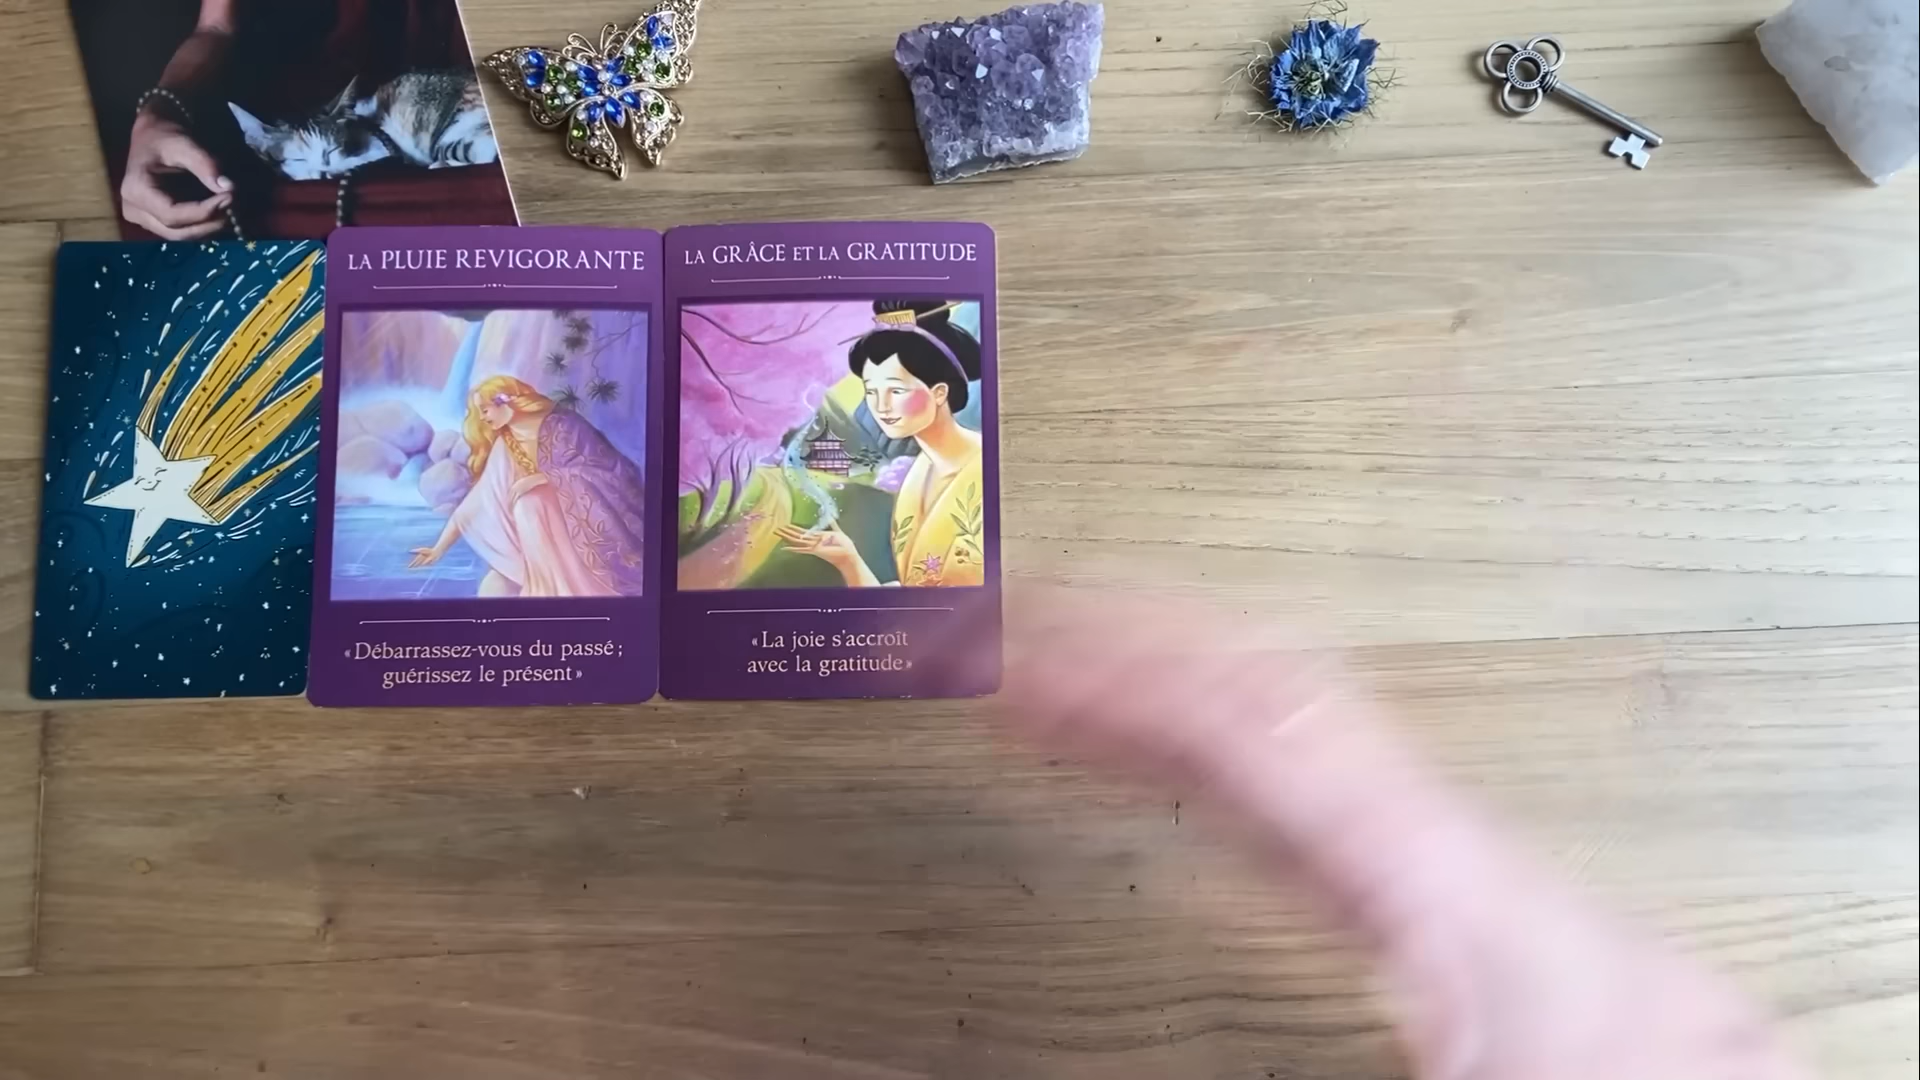 LA PLUIE REVIGORANTE
«Débarrassez-vous du passé ;
guérissez le présent»
LA GRÂCE ET LA GRATITUDE
«La joie s'accroît
avec la gratitude»